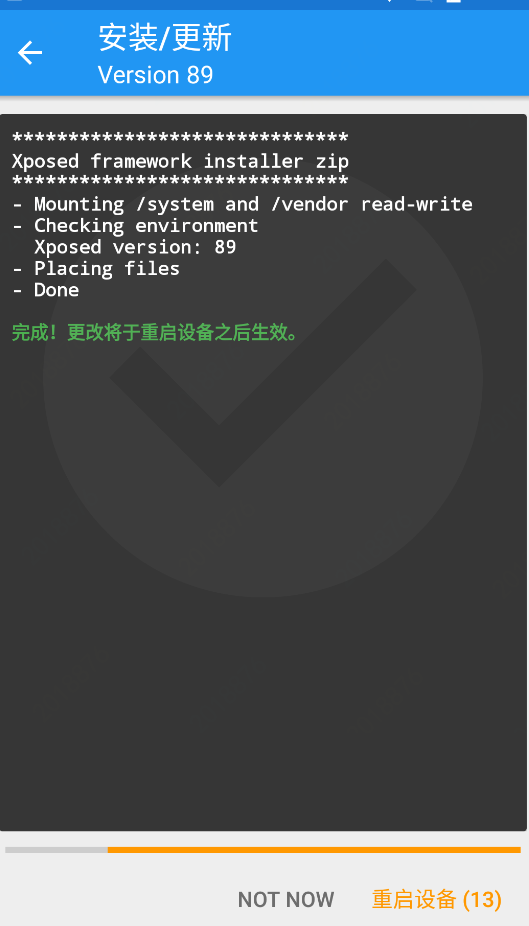 安装/更新
Version 89
******************************
Xposed framework installer zip
******************************
- Mounting /system and /vendor read-write
- Checking environment
  Xposed version: 89
- Placing files
- Done
完成！更改将于重启设备之后生效。
NOT NOW
重启设备 (13)